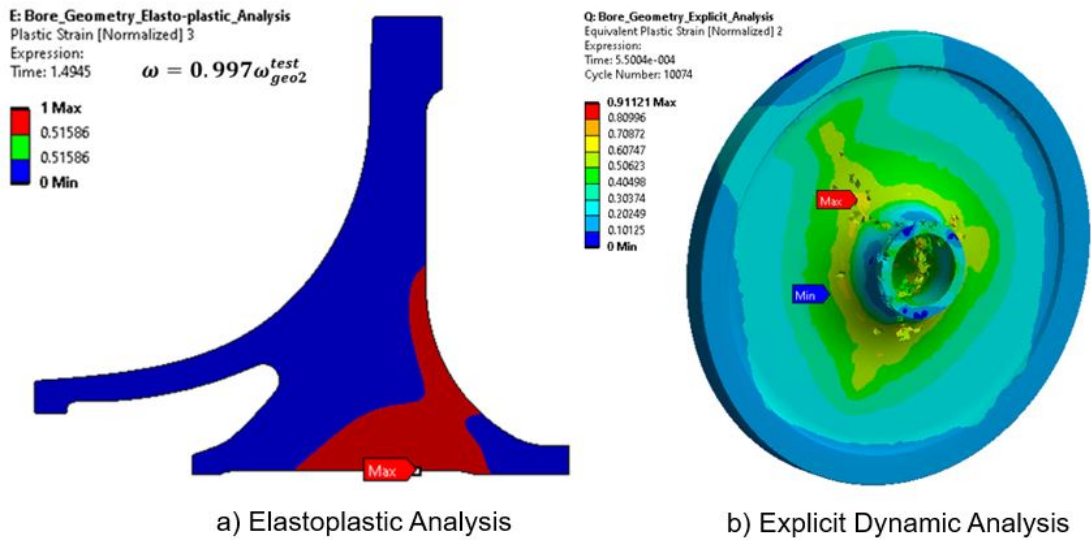 E: Bore_Geometry_Elasto-plastic_Analysis
Plastic Strain [Normalized] 3
Expression:
Time: 1.4945
ω = 0.997ω_{geo2}^{test}
1 Max
0.51586
0.51586
0 Min
Max
a) Elastoplastic Analysis
Q: Bore_Geometry_Explicit_Analysis
Equivalent Plastic Strain [Normalized] 2
Expression:
Time: 5.5004e-004
Cycle Number: 10074
0.91121 Max
0.80996
0.70872
0.60747
0.50623
0.40498
0.30374
0.20249
0.10125
0 Min
Max
Min
b) Explicit Dynamic Analysis